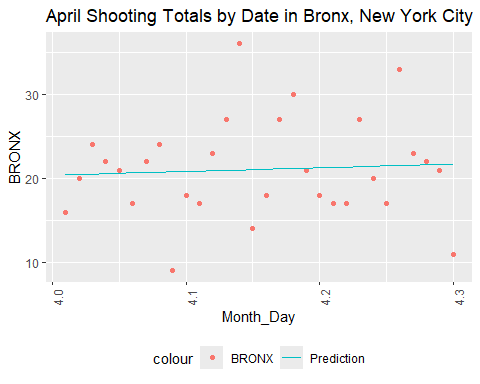 April Shooting Totals by Date in Bronx, New York City
BRONX
30
20
10
4.0
4.1
4.2
4.3
Month_Day
colour BRONX Prediction